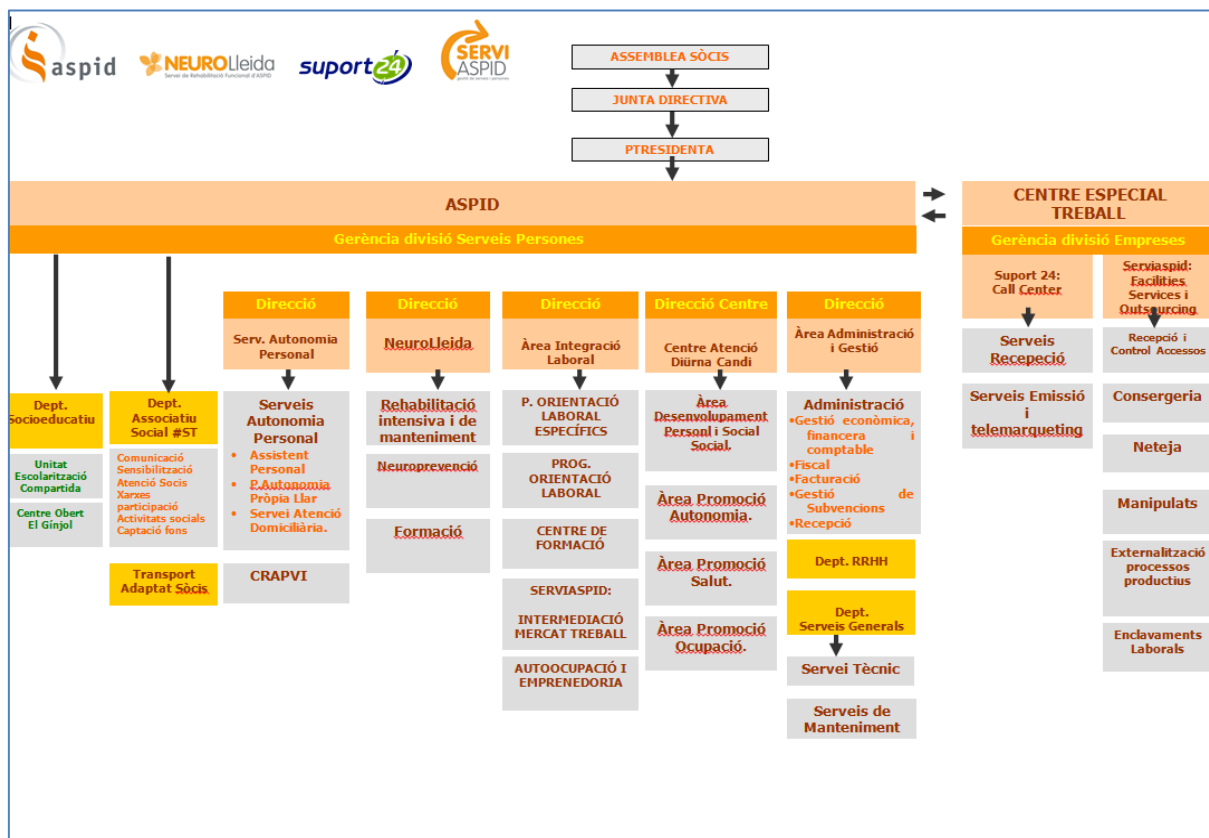 aspid
NEUROLleida
Servei de Rehabilitació Funcional d'ASPID
suport24
SERVI
ASPID
gestió de serveis i persones
ASSEMBLEA SÒCIS
JUNTA DIRECTIVA
PTRESIDENTA
ASPID
Gerència divisió Serveis Persones
CENTRE ESPECIAL
TREBALL
Gerència divisió Empreses
Dept.
Socioeducatiu
Unitat
Escolarització
Compartida
Centre Obert
El Gínjol
Dept.
Associatiu
Social #ST
Comunicació
Sensibilització
Atenció Socis
Xarxes
participació
Activitats socials
Captació fons
Transport
Adaptat Sòcis
Direcció
Serv. Autonomia
Personal
Serveis
Autonomia
Personal
• Assistent
Personal
• P.Autonomia
Pròpia Llar
• Servei Atenció
Domiciliària.
CRAPVI
Direcció
NeuroLleida
Rehabilitació
intensiva i de
manteniment
Neuroprevenció
Formació
Direcció
Àrea Integració
Laboral
P. ORIENTACIÓ
LABORAL
ESPECÍFICS
PROG.
ORIENTACIÓ
LABORAL
CENTRE DE
FORMACIÓ
SERVIASPID:
INTERMEDIACIÓ
MERCAT TREBALL
AUTOOCUPACIÓ I
EMPRENEDORIA
Direcció Centre
Centre Atenció
Diürna Candi
Àrea
Desenvolupament
Personl i Social
Social.
Àrea Promoció
Autonomia.
Àrea Promoció
Salut.
Àrea Promoció
Ocupació.
Direcció
Àrea Administració
i Gestió
Administració
•Gestió econòmica,
financera i
comptable
•Fiscal
•Facturació
•Gestió de
Subvencions
•Recepció
Dept. RRHH
Dept.
Serveis Generals
Servei Tècnic
Serveis de
Manteniment
Suport 24:
Call Center
Serveis
Recepeció
Serveis Emissió
i
telemarqueting
Serviaspid:
Facilities
Services i
Outsourcing
Recepció i
Control Accessos
Consergeria
Neteja
Manipulats
Externalització
processos
productius
Enclavaments
Laborals